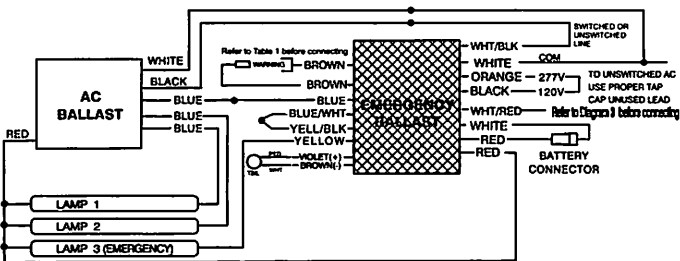 SWITCHED OR
UNSWITCHED
LINE
WHT/BLK
Refer to Table 1 before connecting
WHITE
WARNING
BROWN
WHITE
COM
BLACK
BROWN
ORANGE
277V
TO UNSWITCHED AC
USE PROPER TAP
CAP UNUSED LEAD
AC
BALLAST
BLUE
BLUE
EMERGENCY
BALLAST
BLACK
120V
BLUE
BLUE/WHT
WHT/RED
Refer to Diagram 3 before connecting
BLUE
YELL/BLK
WHITE
RED
YELLOW
RED
BATTERY
CONNECTOR
VIOLET(+)
BROWN(-)
WHT
RED
LAMP 1
LAMP 2
LAMP 3 (EMERGENCY)